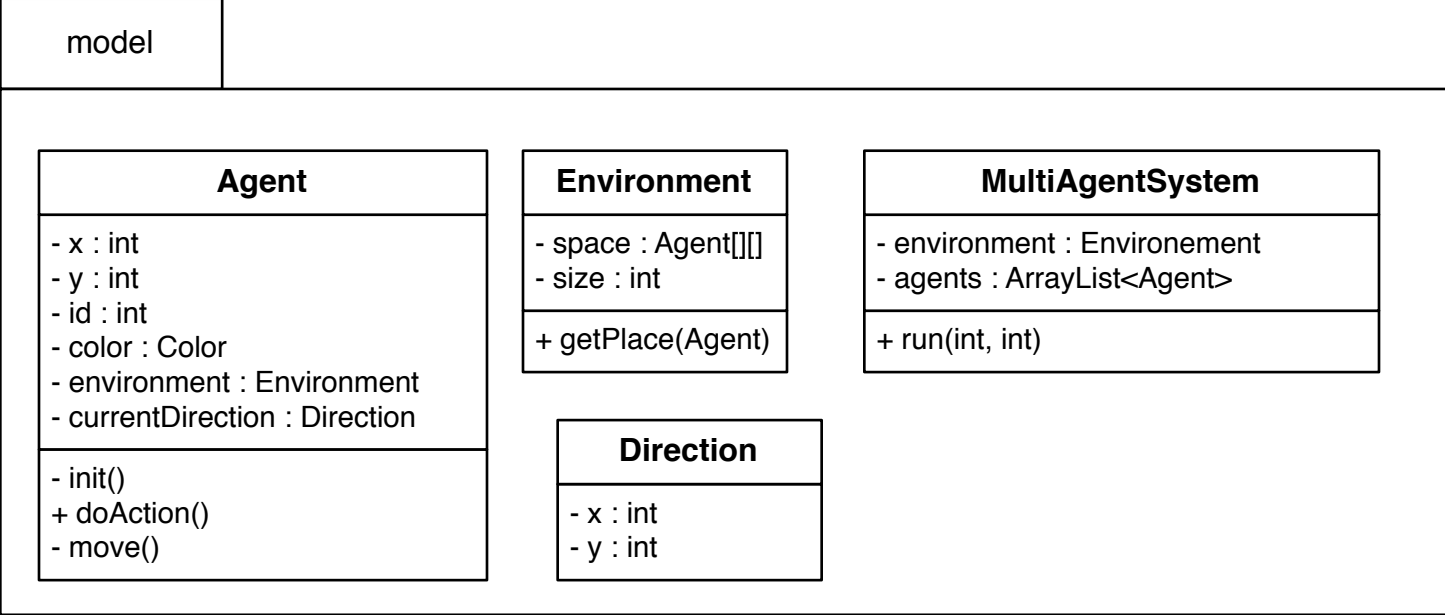 model
Agent
- x : int
- y : int
- id : int
- color : Color
- environment : Environment
- currentDirection : Direction
- init()
+ doAction()
- move()
Environment
- space : Agent[][]
- size : int
+ getPlace(Agent)
MultiAgentSystem
- environment : Environement
- agents : ArrayList<Agent>
+ run(int, int)
Direction
- x : int
- y : int